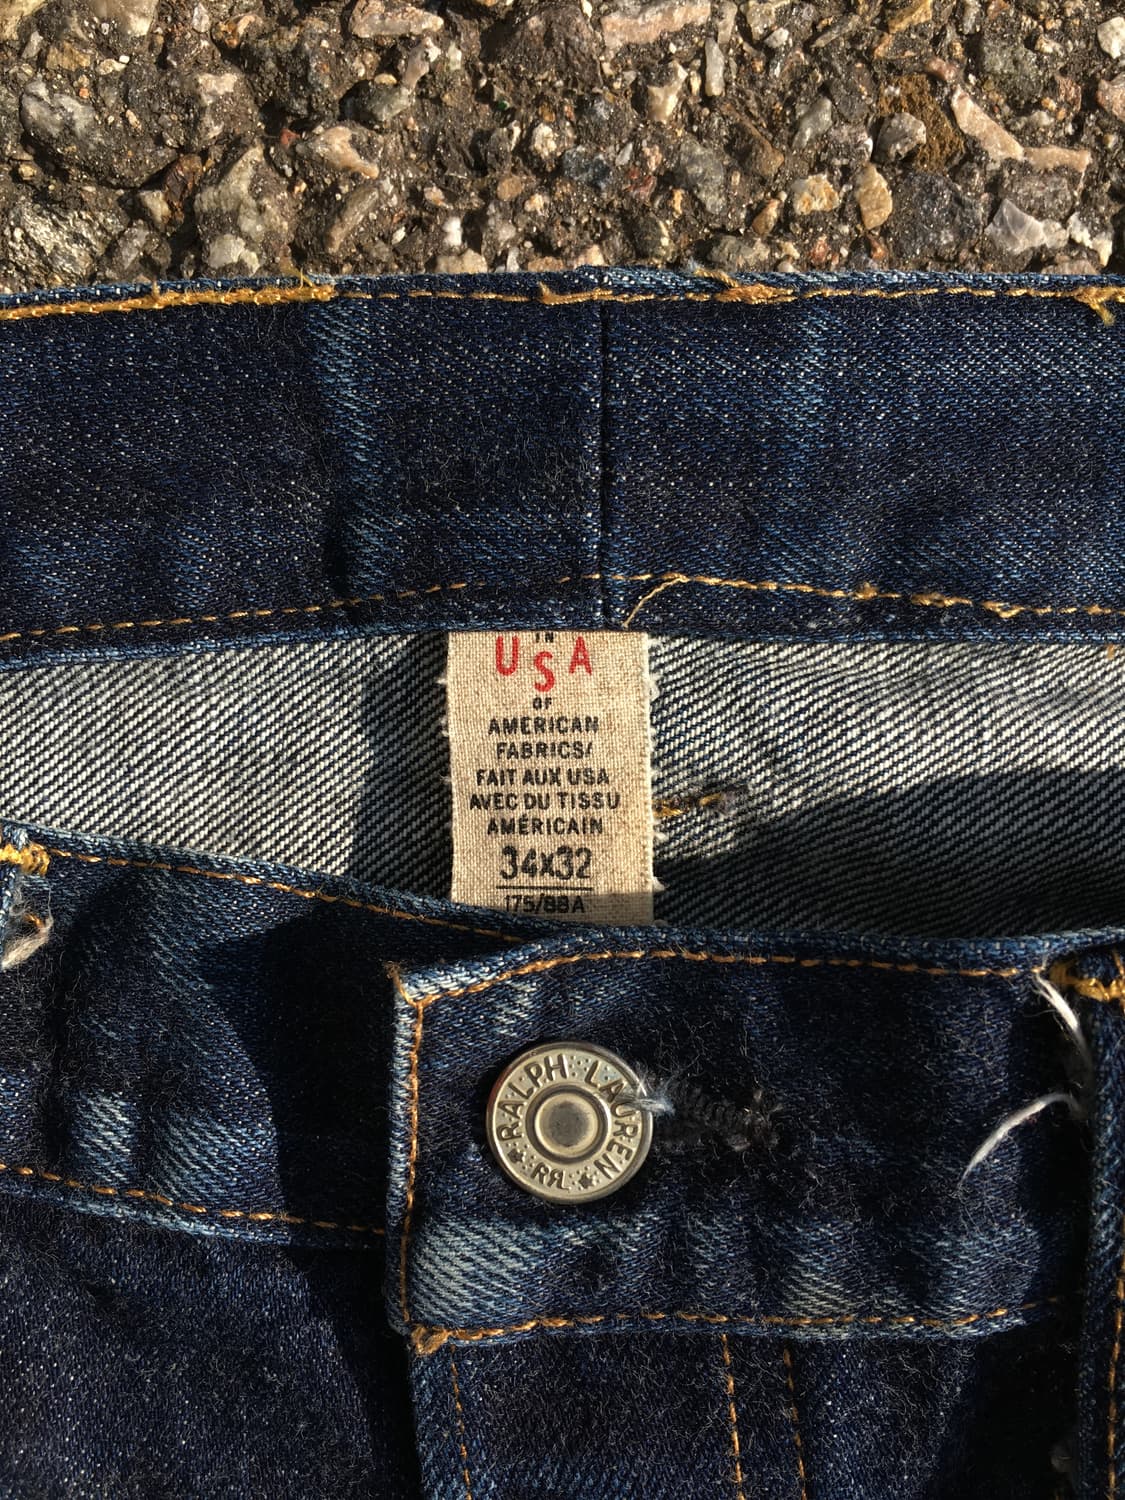 IN
USA
OF
AMERICAN
FABRICS/
FAIT AUX USA
AVEC DU TISSU
AMÉRICAIN
34X32
175/88A
RALPH LAUREN
RRL